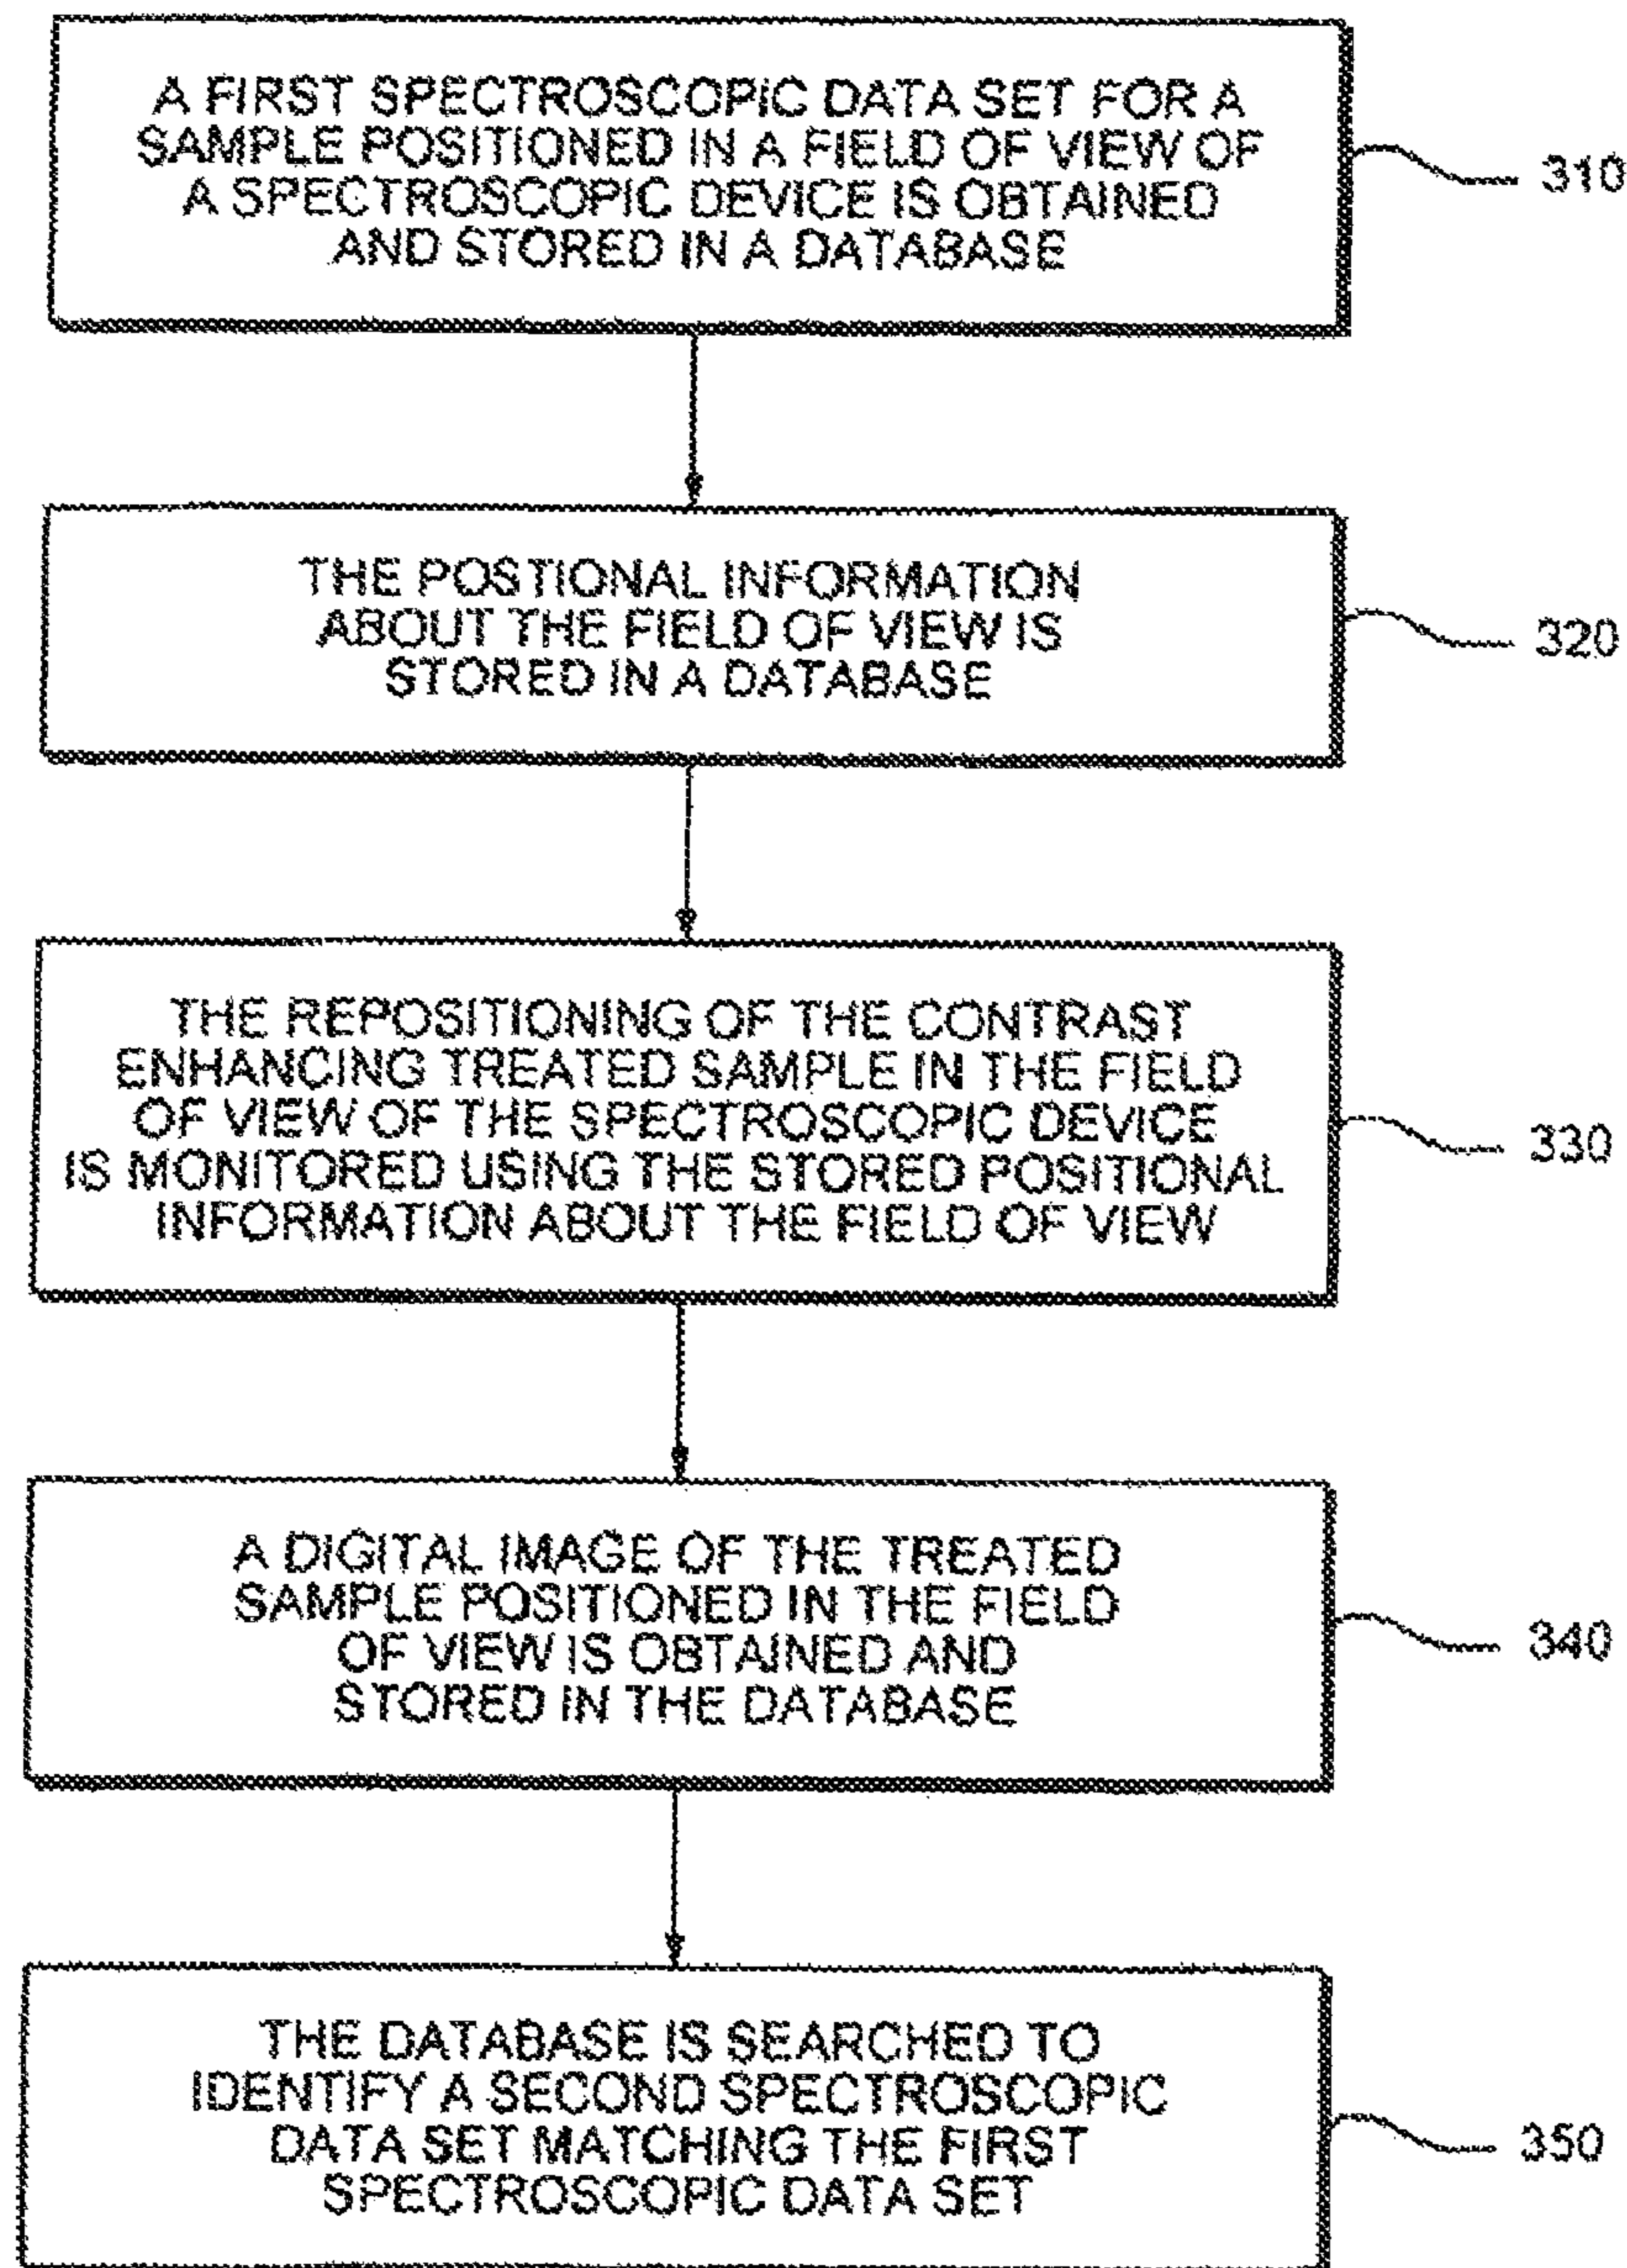 A FIRST SPECTROSCOPIC DATA SET FOR A
SAMPLE POSITIONED IN A FIELD OF VIEW OF
A SPECTROSCOPIC DEVICE IS OBTAINED
AND STORED IN A DATABASE
310
THE POSTIONAL INFORMATION
ABOUT THE FIELD OF VIEW IS
STORED IN A DATABASE
320
THE REPOSITIONING OF THE CONTRAST
ENHANCING TREATED SAMPLE IN THE FIELD
OF VIEW OF THE SPECTROSCOPIC DEVICE
IS MONITORED USING THE STORED POSITIONAL
INFORMATION ABOUT THE FIELD OF VIEW
330
A DIGITAL IMAGE OF THE TREATED
SAMPLE POSITIONED IN THE FIELD
OF VIEW IS OBTAINED AND
STORED IN THE DATABASE
340
THE DATABASE IS SEARCHED TO
IDENTIFY A SECOND SPECTROSCOPIC
DATA SET MATCHING THE FIRST
SPECTROSCOPIC DATA SET
350